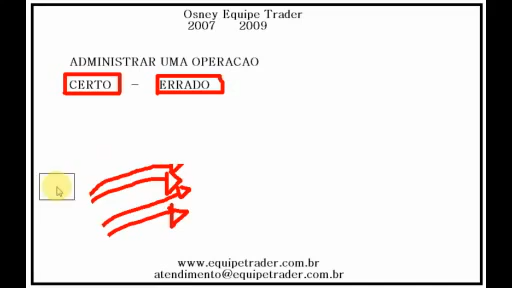 Osney Equipe Trader
2007 2009
ADMINISTRAR UMA OPERACAO
CERTO - ERRADO
www.equipetrader.com.br
atendimento@equipetrader.com.br